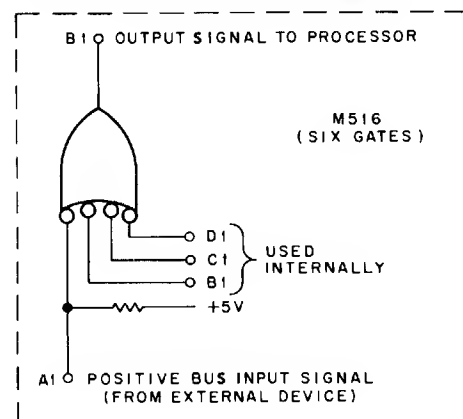 B1 OUTPUT SIGNAL TO PROCESSOR
M516
(SIX GATES)
D1
C1
B1
USED
INTERNALLY
+5V
A1 POSITIVE BUS INPUT SIGNAL
(FROM EXTERNAL DEVICE)